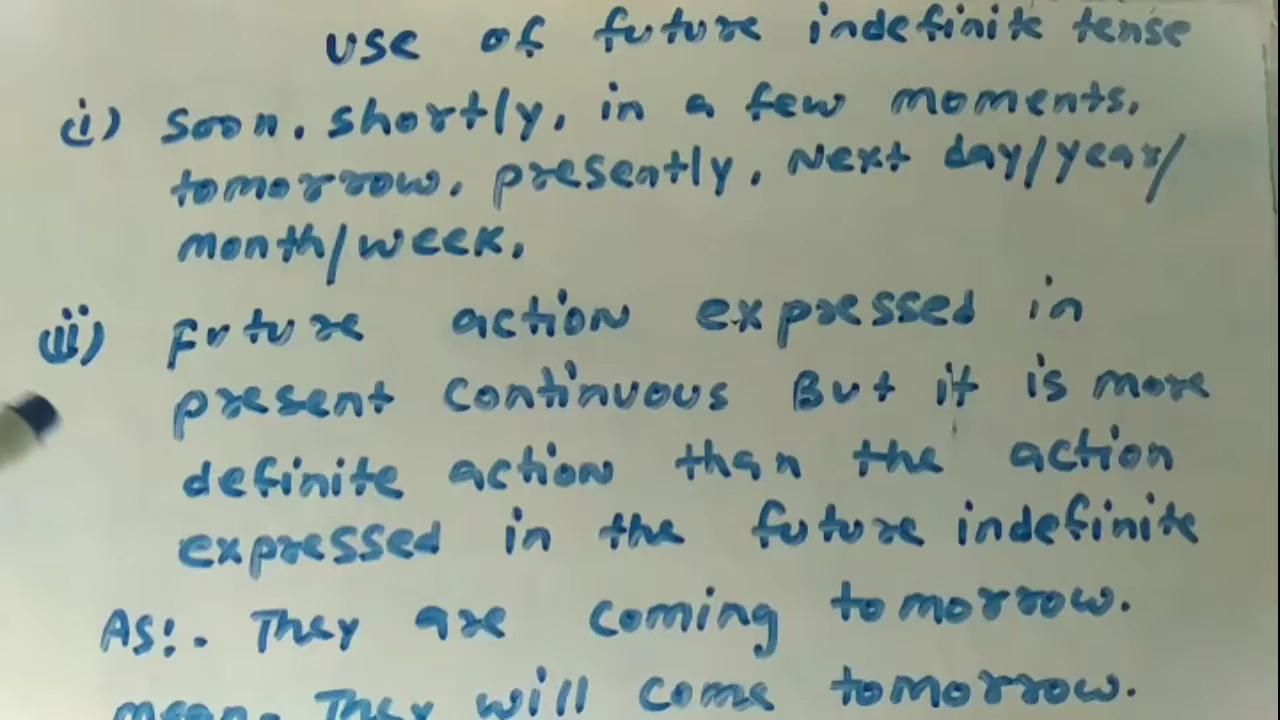 use of future indefinite tense
(i) soon, shortly, in a few moments,
tomorrow, presently, Next day/year/
month/week,
(ii) Future action expressed in
present continuous But it is more
definite action than the action
expressed in the future indefinite
As:. They are coming tomorrow.
mean. They will come tomorrow.